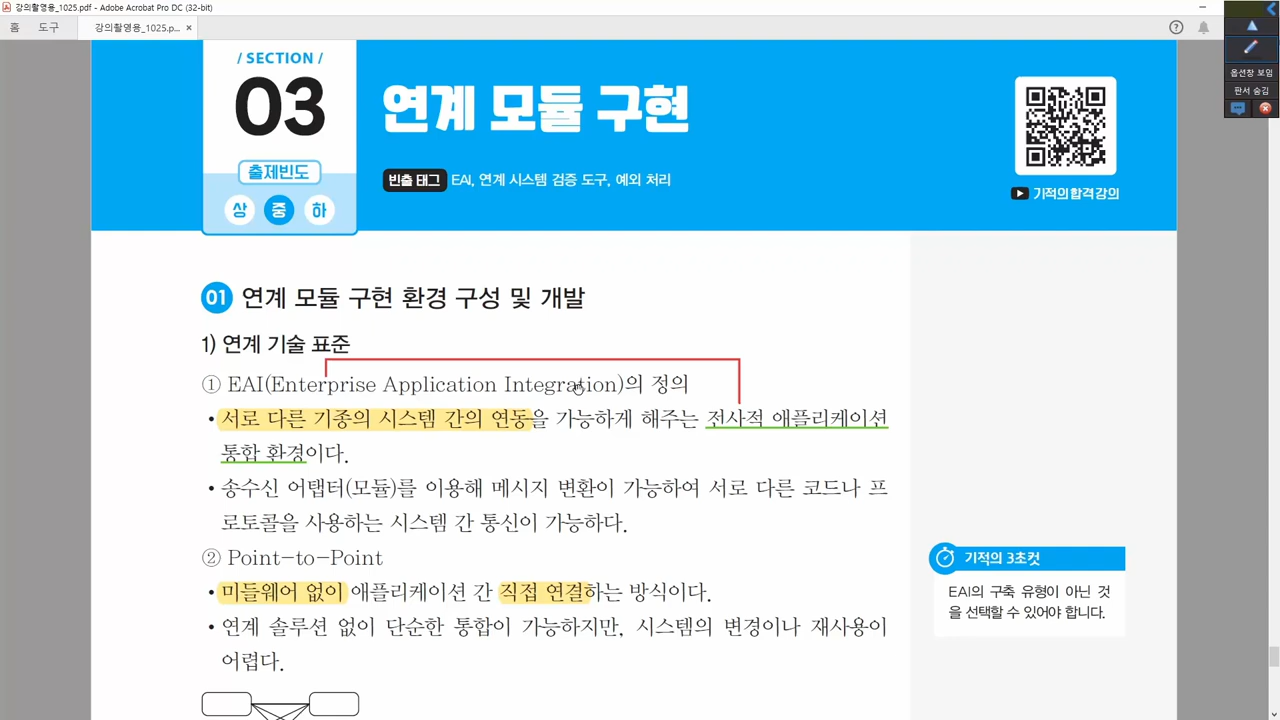 강의촬영용_1025.pdf - Adobe Acrobat Pro DC (32-bit)
홈 도구 강의촬영용_1025.p... ×
옵션창 보임
판서 숨김
/ SECTION /
03
출제빈도
상 중 하
연계 모듈 구현
빈출 태그 EAI, 연계 시스템 검증 도구, 예외 처리
기적의합격강의
01 연계 모듈 구현 환경 구성 및 개발
1) 연계 기술 표준
① EAI(Enterprise Application Integration)의 정의
• 서로 다른 기종의 시스템 간의 연동을 가능하게 해주는 전사적 애플리케이션
통합 환경이다.
• 송수신 어탭터(모듈)를 이용해 메시지 변환이 가능하여 서로 다른 코드나 프
로토콜을 사용하는 시스템 간 통신이 가능하다.
② Point-to-Point
• 미들웨어 없이 애플리케이션 간 직접 연결하는 방식이다.
• 연계 솔루션 없이 단순한 통합이 가능하지만, 시스템의 변경이나 재사용이
어렵다.
기적의 3초컷
EAI의 구축 유형이 아닌 것
을 선택할 수 있어야 합니다.